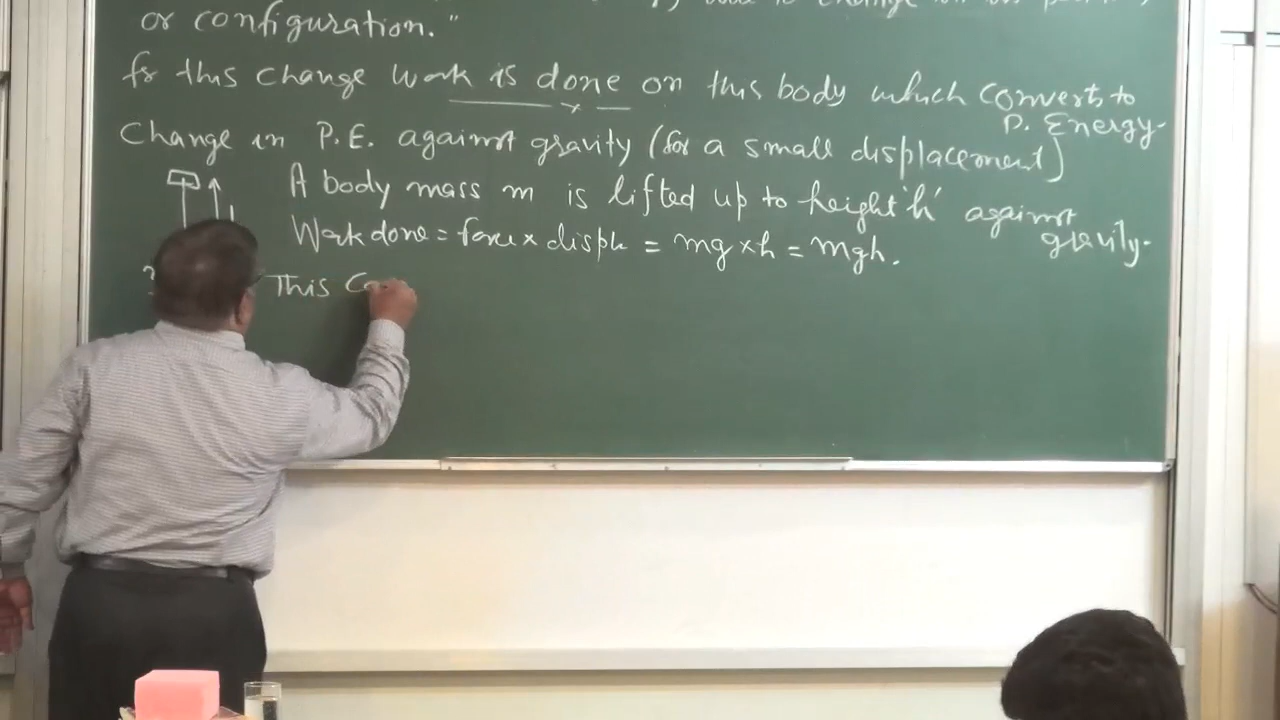 or configuration."
for this change work is done on this body which converts to
P. Energy.
Change in P.E. against gravity (for a small displacement)
A body mass m is lifted up to height 'h' against
gravity.
Work done = force × displ = mg × h = mgh.
This Co